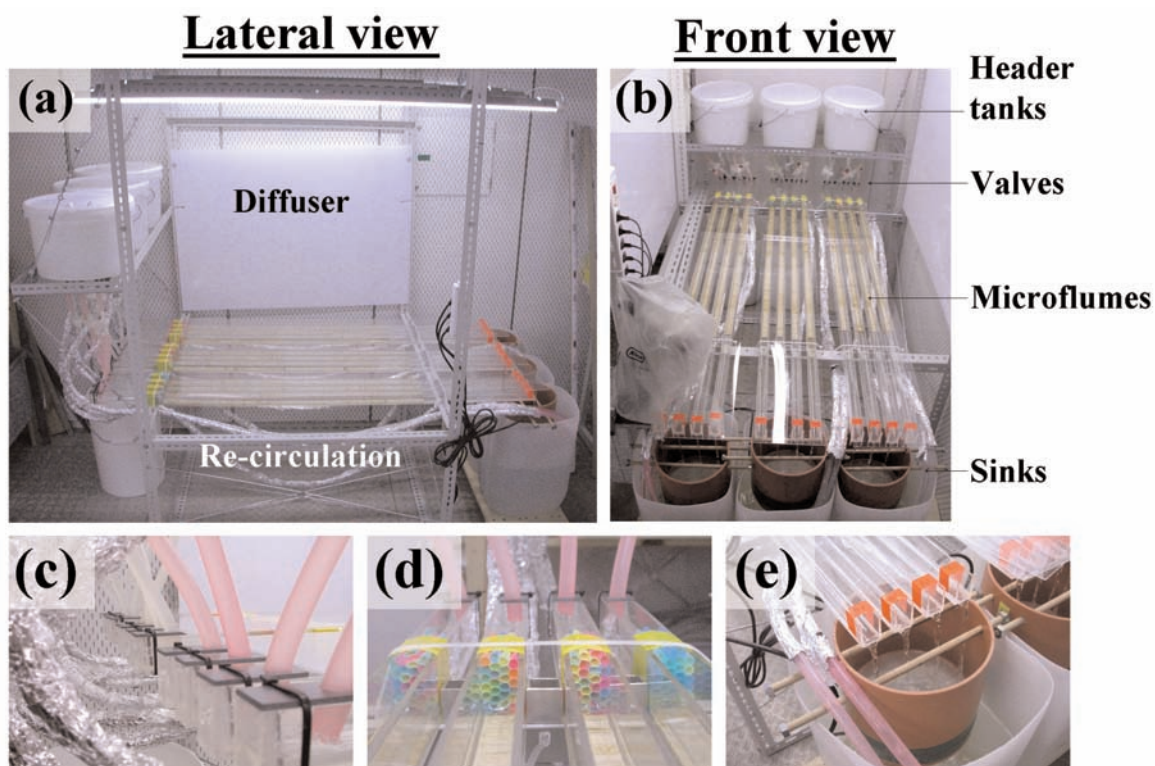 Lateral view
Front view
(a)
(b)
Header
tanks
Diffuser
Valves
Microflumes
Re-circulation
Sinks
(c)
(d)
(e)